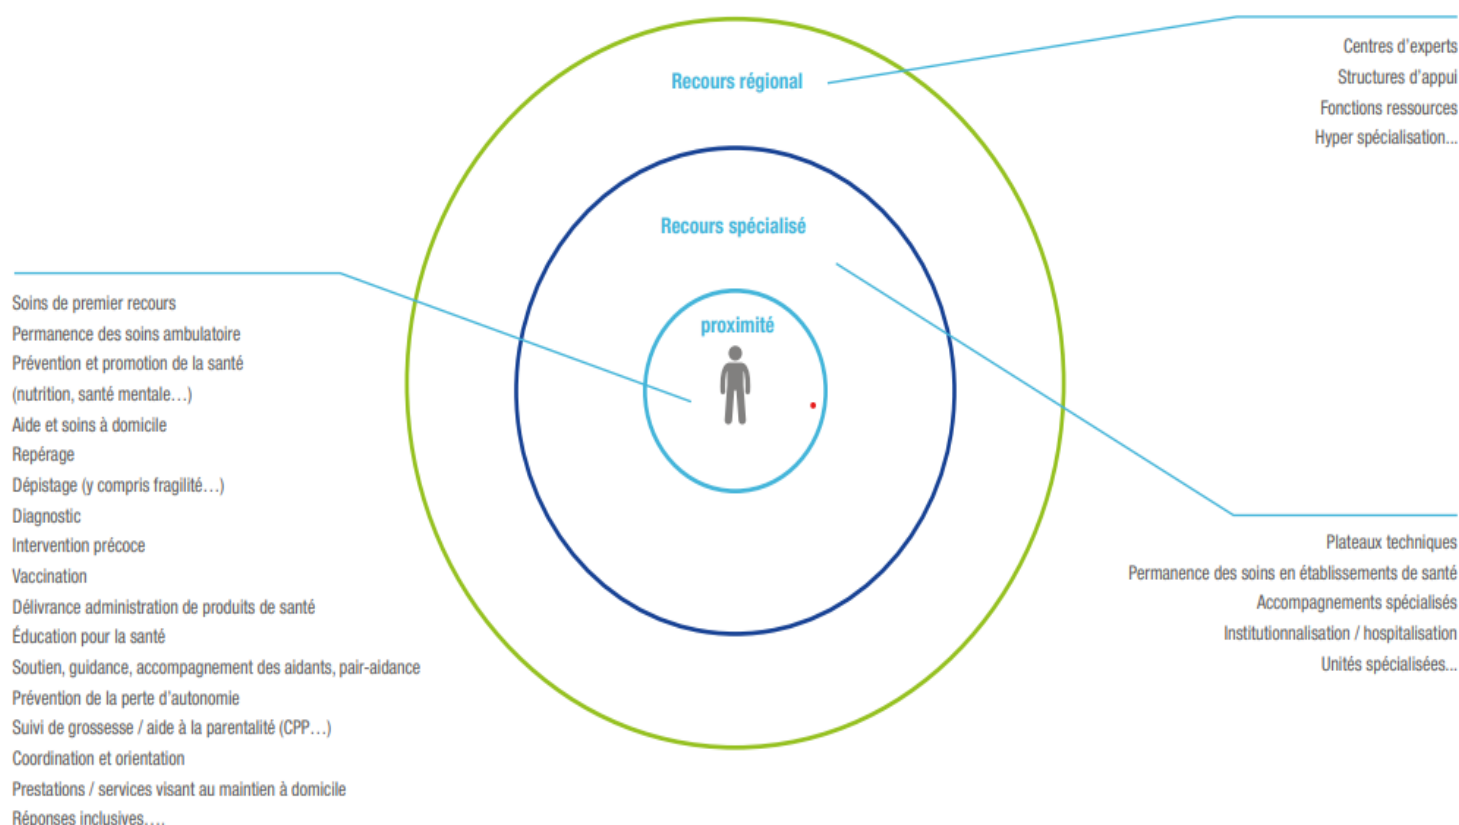 Recours régional
Centres d'experts
Structures d'appui
Fonctions ressources
Hyper spécialisation...
Recours spécialisé
proximité
Soins de premier recours
Permanence des soins ambulatoire
Prévention et promotion de la santé
(nutrition, santé mentale…)
Aide et soins à domicile
Repérage
Dépistage (y compris fragilité…)
Diagnostic
Intervention précoce
Vaccination
Délivrance administration de produits de santé
Éducation pour la santé
Soutien, guidance, accompagnement des aidants, pair-aidance
Prévention de la perte d'autonomie
Suivi de grossesse / aide à la parentalité (CPP…)
Coordination et orientation
Prestations / services visant au maintien à domicile
Réponses inclusives….
Plateaux techniques
Permanence des soins en établissements de santé
Accompagnements spécialisés
Institutionnalisation / hospitalisation
Unités spécialisées...